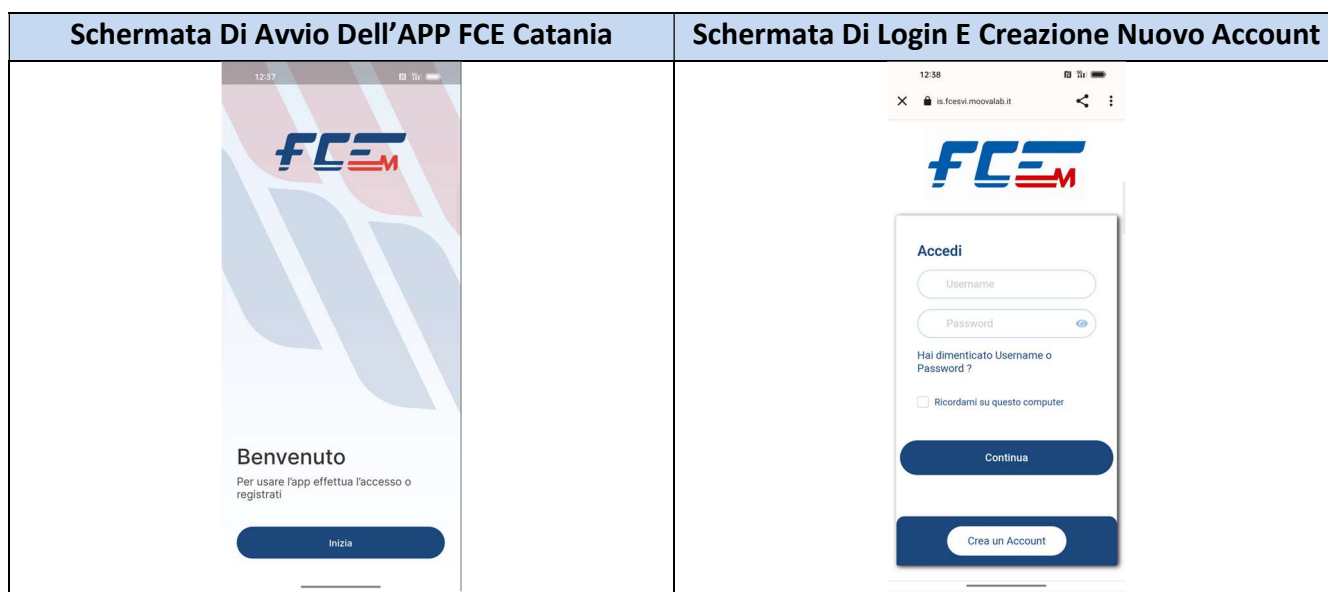 Schermata Di Avvio Dell'APP FCE Catania
Schermata Di Login E Creazione Nuovo Account
12:37
FCE M
Benvenuto
Per usare l'app effettua l'accesso o
registrati
Inizia
12:38
is.fcesvi.moovalab.it
FCE M
Accedi
Username
Password
Hai dimenticato Username o
Password ?
Ricordami su questo computer
Continua
Crea un Account